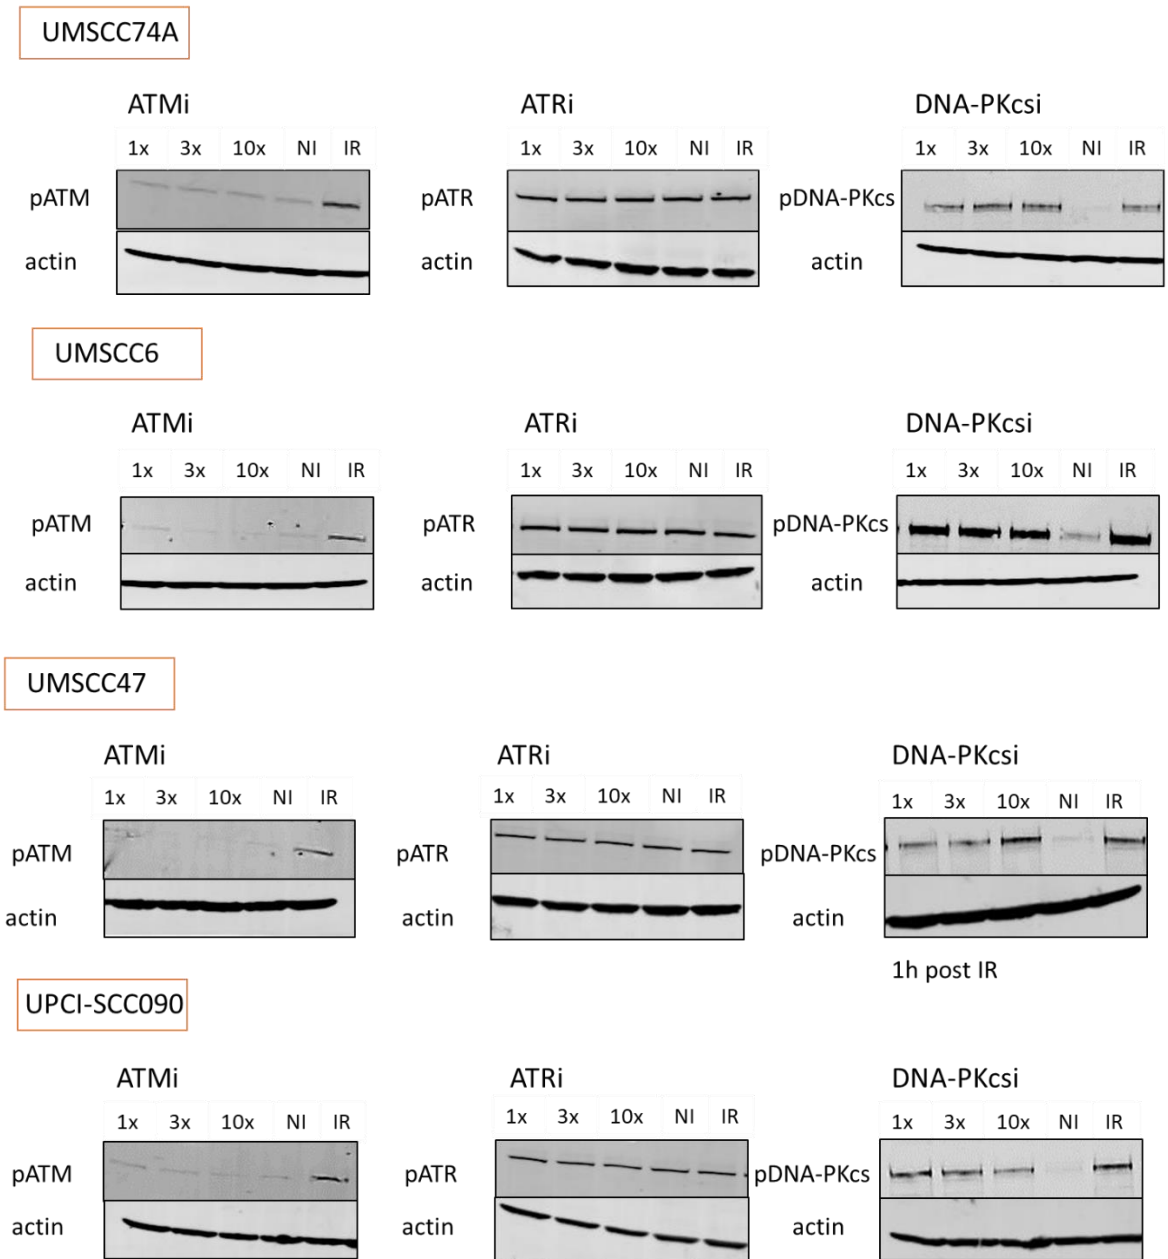 UMSCC74A
ATMi ATRi DNA-PKcsi
1x 3x 10x NI IR 1x 3x 10x NI IR 1x 3x 10x NI IR
pATM pATR pDNA-PKcs
actin actin actin
UMSCC6
ATMi ATRi DNA-PKcsi
1x 3x 10x NI IR 1x 3x 10x NI IR 1x 3x 10x NI IR
pATM pATR pDNA-PKcs
actin actin actin
UMSCC47
ATMi ATRi DNA-PKcsi
1x 3x 10x NI IR 1x 3x 10x NI IR 1x 3x 10x NI IR
pATM pATR pDNA-PKcs
actin actin actin
1h post IR
UPCI-SCC090
ATMi ATRi DNA-PKcsi
1x 3x 10x NI IR 1x 3x 10x NI IR 1x 3x 10x NI IR
pATM pATR pDNA-PKcs
actin actin actin